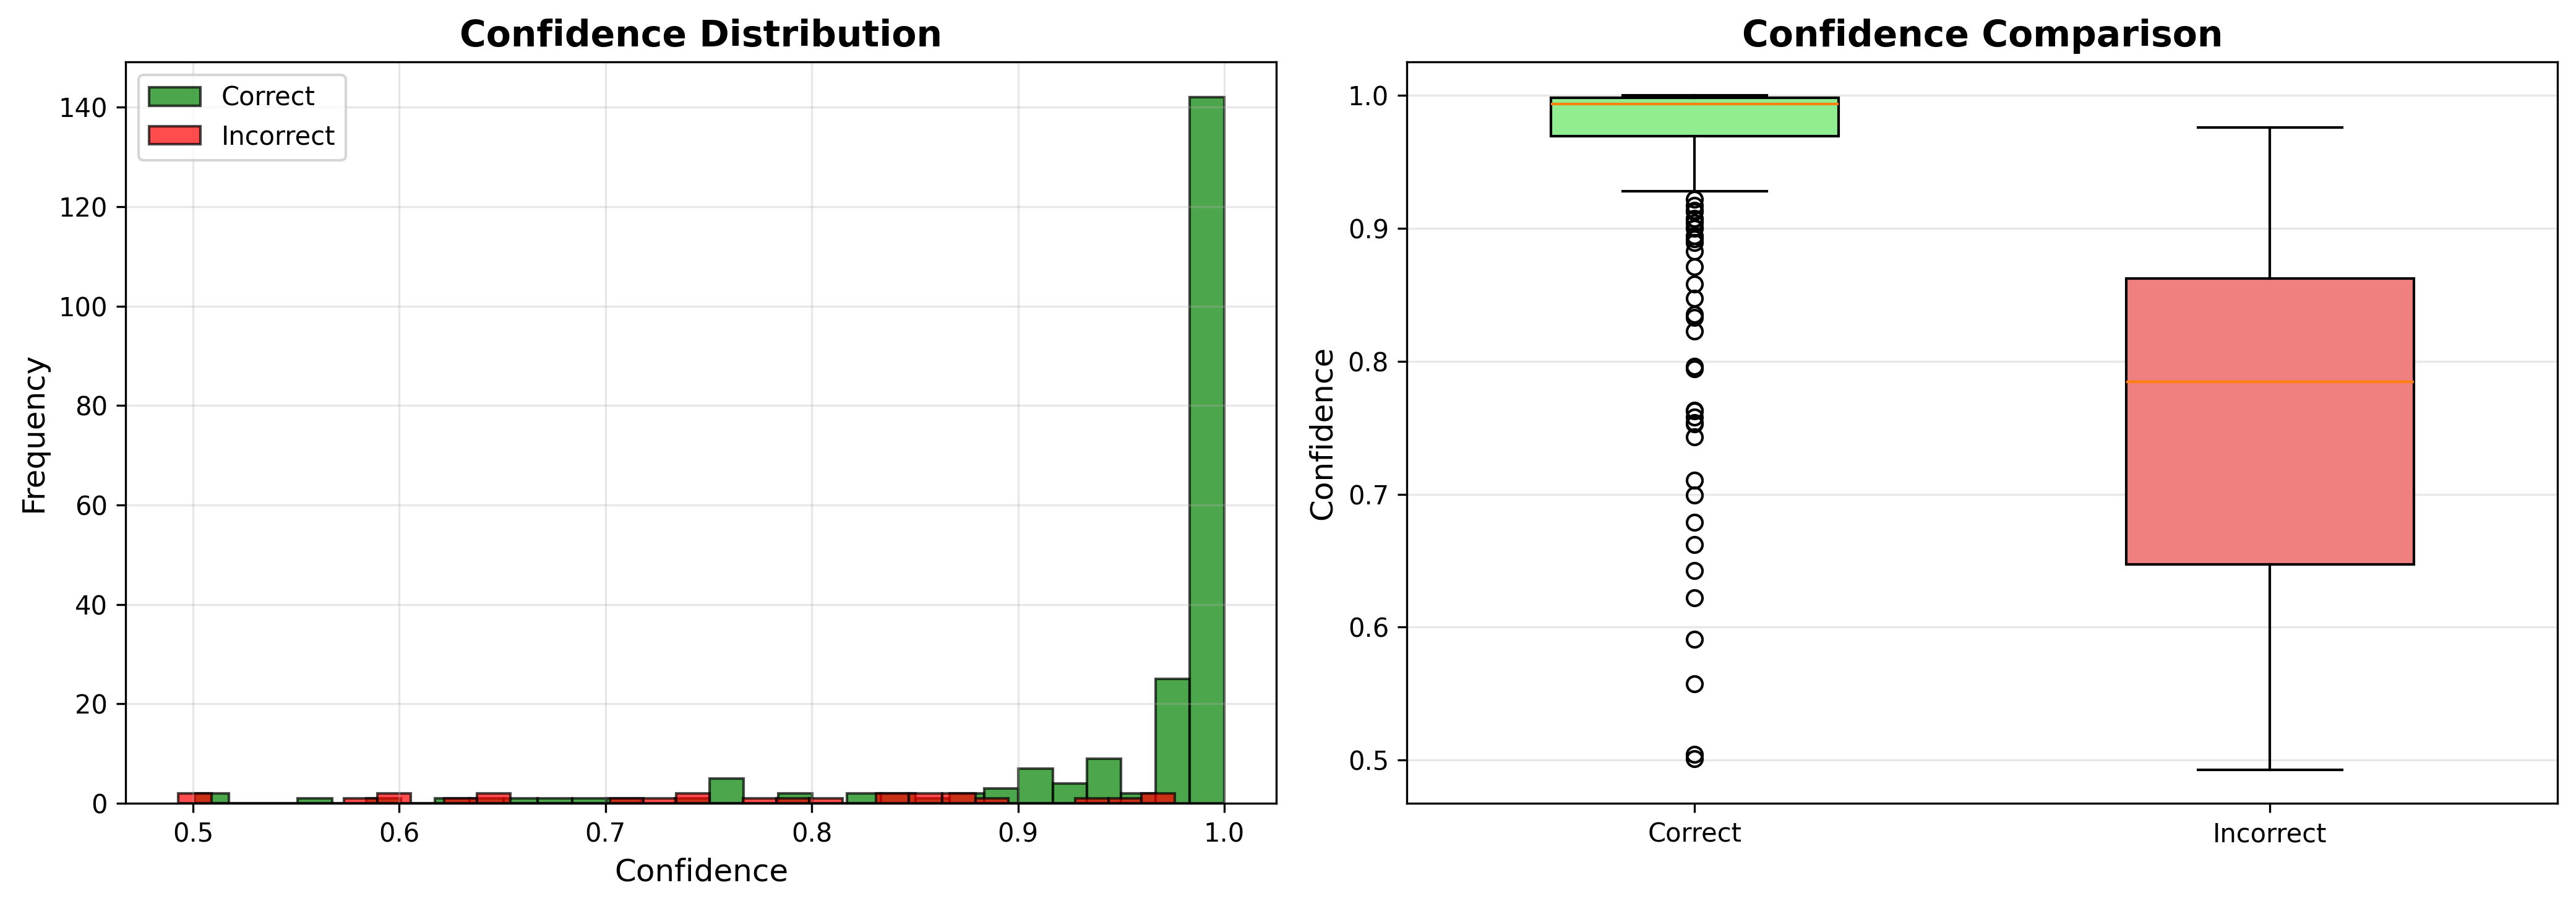 Confidence Distribution
Correct
Incorrect
140
120
100
80
60
40
20
0
Frequency
0.5 0.6 0.7 0.8 0.9 1.0
Confidence
Confidence Comparison
1.0
0.9
0.8
0.7
0.6
0.5
Confidence
Correct Incorrect